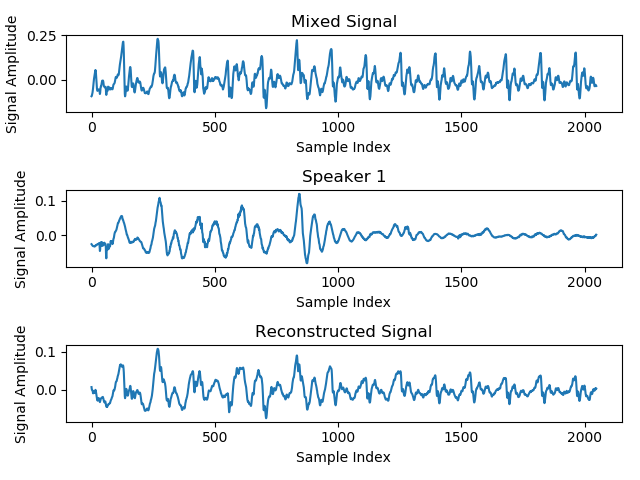 Mixed Signal
0.25
0.00
Signal Amplitude
0
500
1000
1500
2000
Sample Index
Speaker 1
0.1
0.0
Signal Amplitude
0
500
1000
1500
2000
Sample Index
Reconstructed Signal
0.1
0.0
Signal Amplitude
0
500
1000
1500
2000
Sample Index